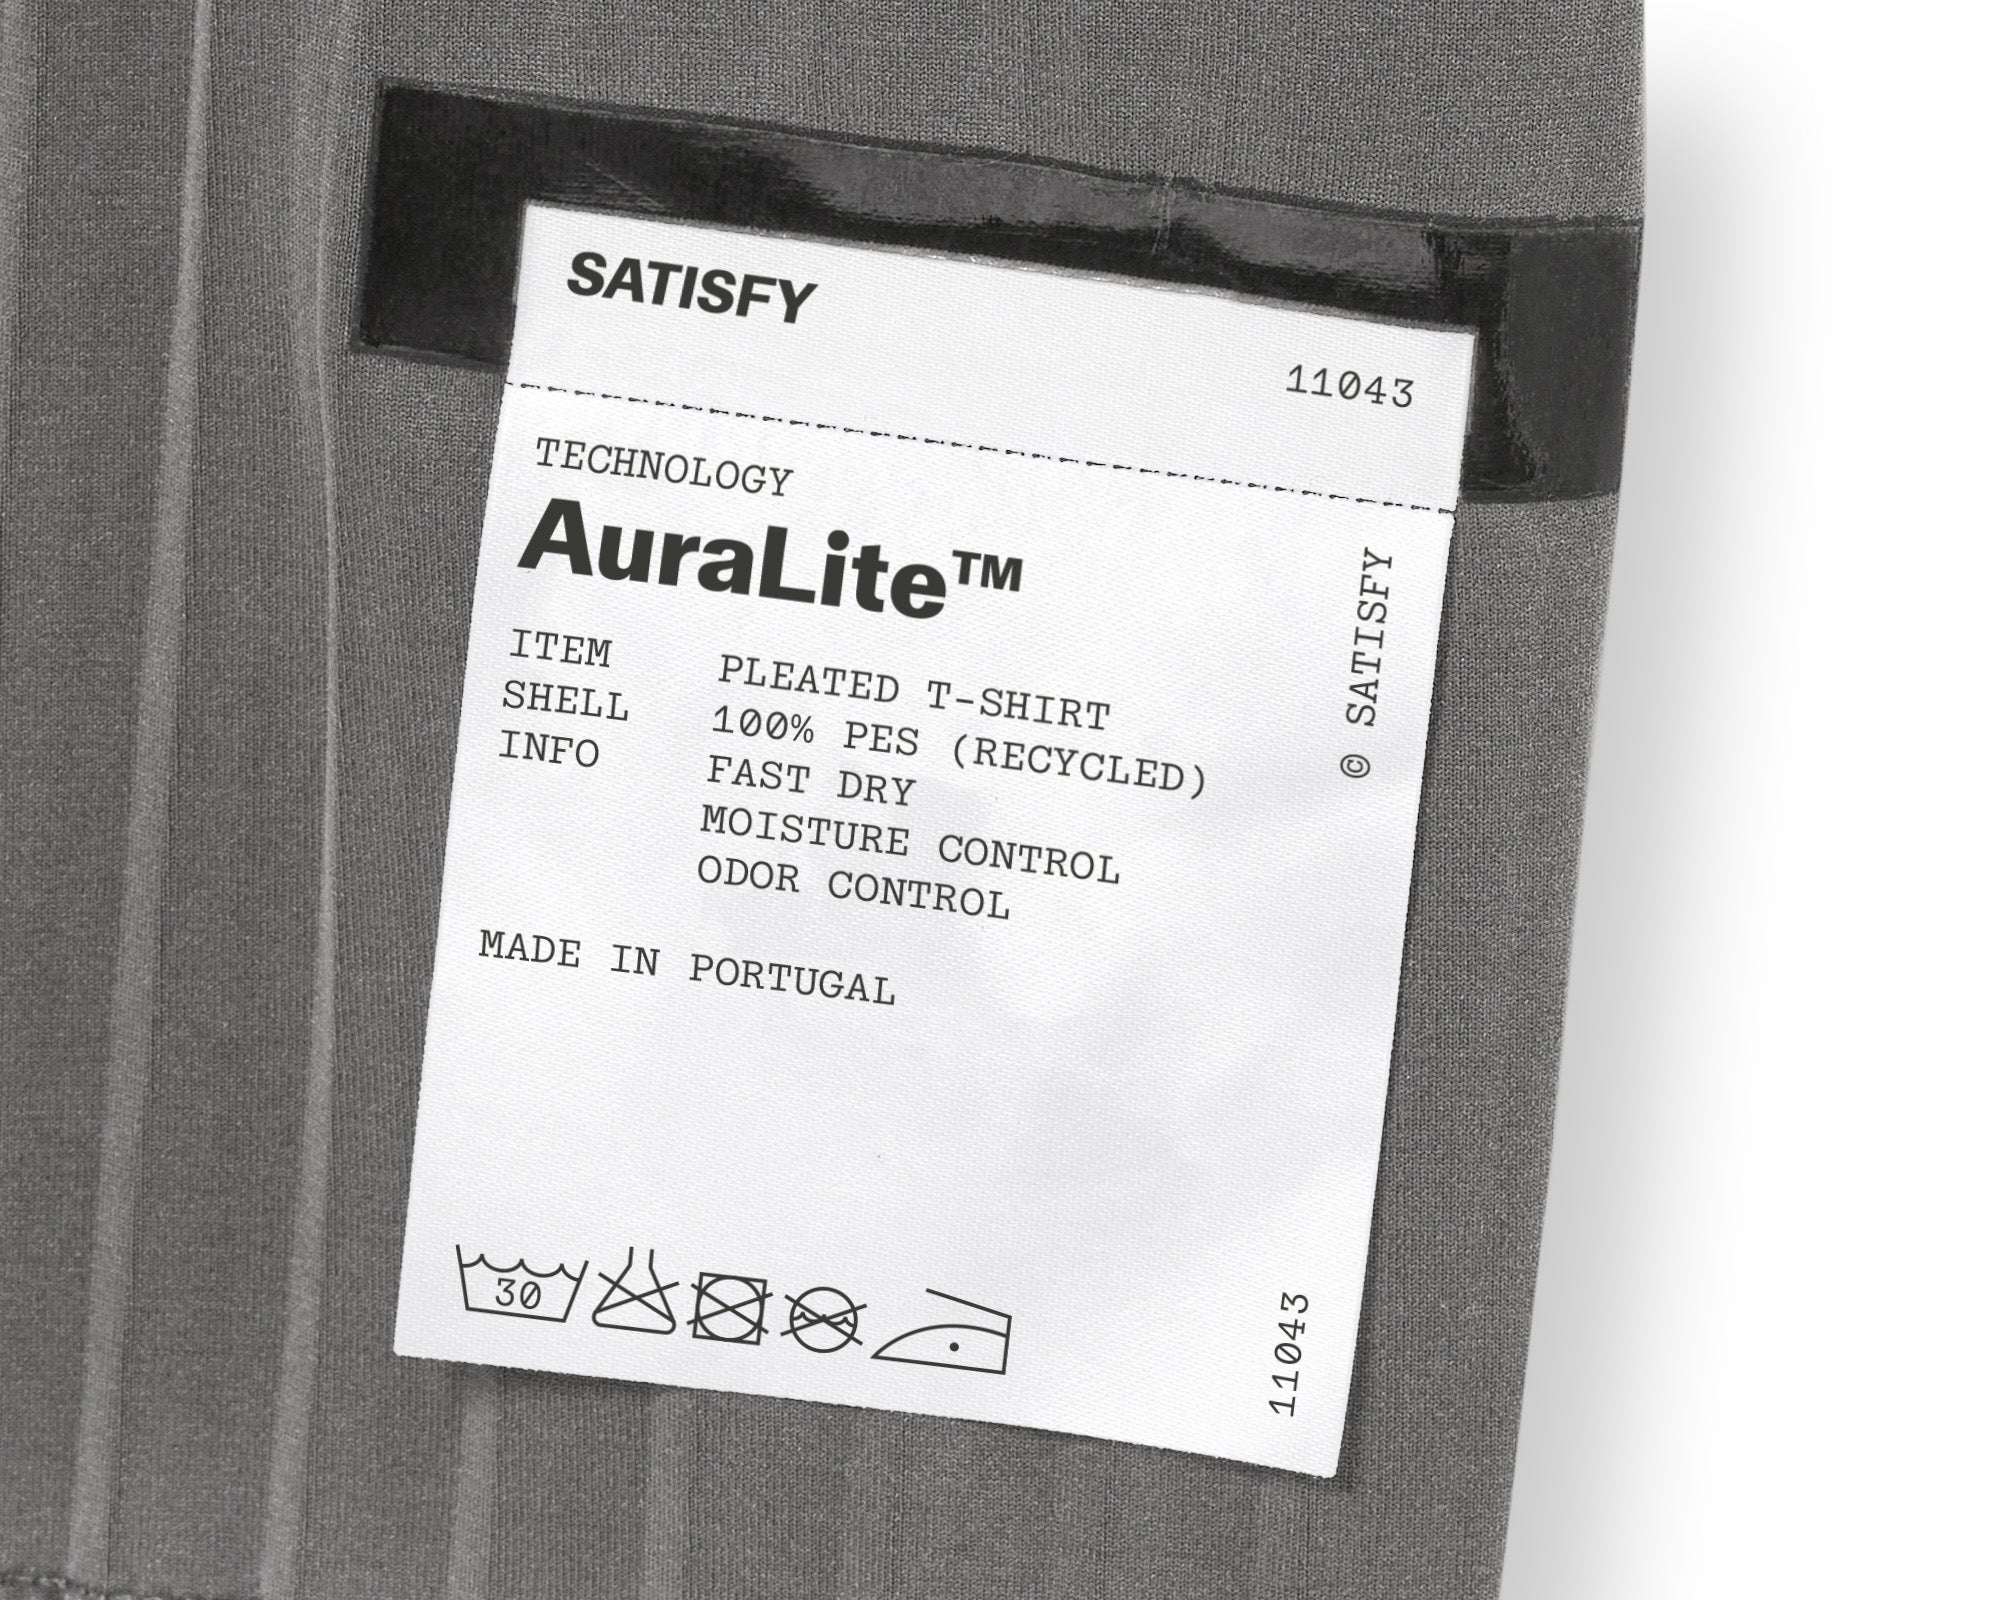 SATISFY
11043
TECHNOLOGY
AuraLite™
© SATISFY
ITEM PLEATED T-SHIRT
SHELL 100% PES (RECYCLED)
INFO FAST DRY
MOISTURE CONTROL
ODOR CONTROL
MADE IN PORTUGAL
30
11043